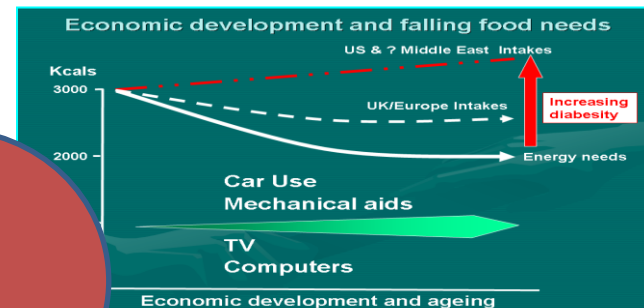 Economic development and falling food needs
US & ? Middle East Intakes
Kcals
3000
UK/Europe Intakes
Increasing
diabesity
2000
Energy needs
Car Use
Mechanical aids
TV
Computers
Economic development and ageing